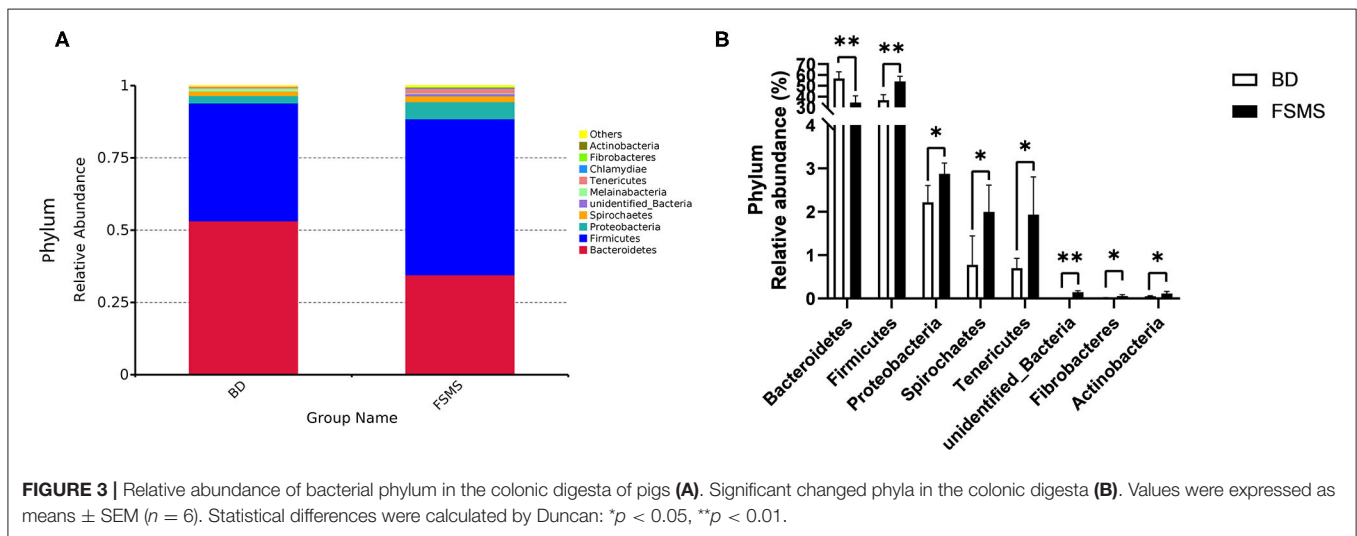 A
Phylum
Relative Abundance
1
0.75
0.5
0.25
0
BD
FSMS
Group Name
Others
Actinobacteria
Fibrobacteres
Chlamydiae
Tenericutes
Melainabacteria
unidentified_Bacteria
Spirochaetes
Proteobacteria
Firmicutes
Bacteroidetes
B
Phylum
Relative abundance (%)
70
60
50
40
30
4
3
2
1
0
** ** * * * ** * *
Bacteroidetes
Firmicutes
Proteobacteria
Spirochaetes
Tenericutes
unidentified_Bacteria
Fibrobacteres
Actinobacteria
BD
FSMS
FIGURE 3 | Relative abundance of bacterial phylum in the colonic digesta of pigs (A). Significant changed phyla in the colonic digesta (B). Values were expressed as
means ± SEM (n = 6). Statistical differences were calculated by Duncan: *p < 0.05, **p < 0.01.